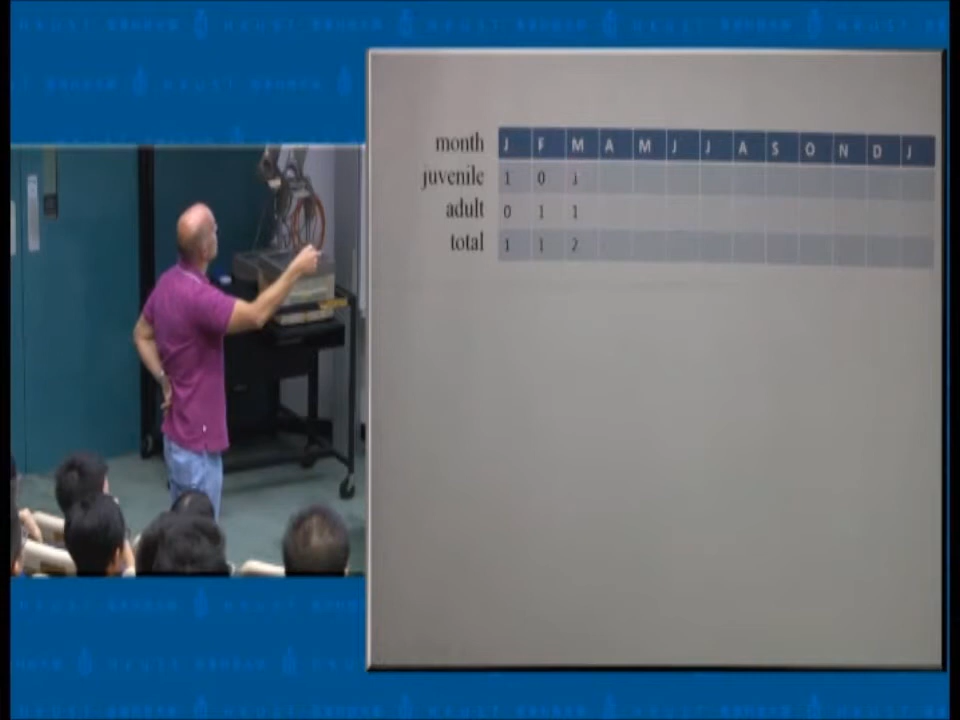 month J F M A M J J A S O N D J
juvenile 1 0 1
adult 0 1 1
total 1 1 2